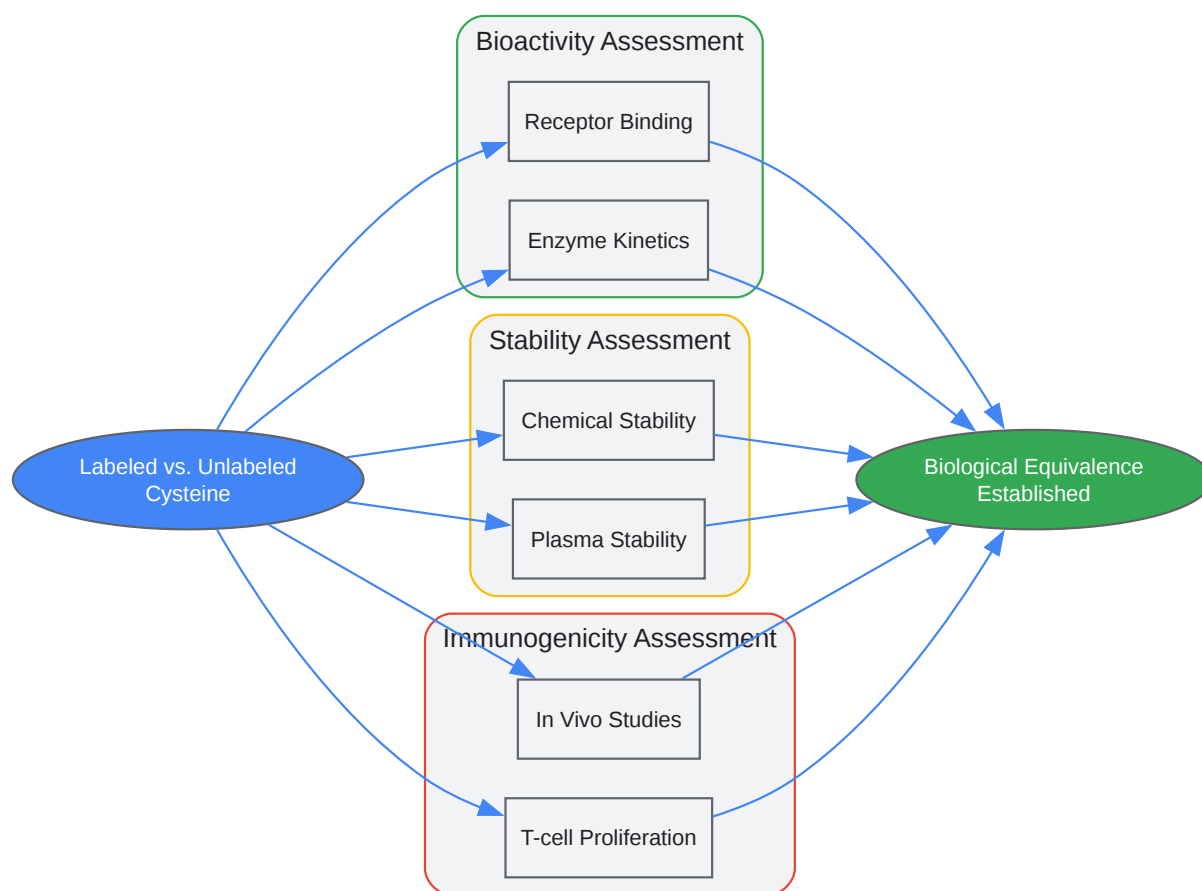 Bioactivity Assessment
Receptor Binding
Enzyme Kinetics
Stability Assessment
Chemical Stability
Labeled vs. Unlabeled
Cysteine
Biological Equivalence
Established
Plasma Stability
Immunogenicity Assessment
In Vivo Studies
T-cell Proliferation